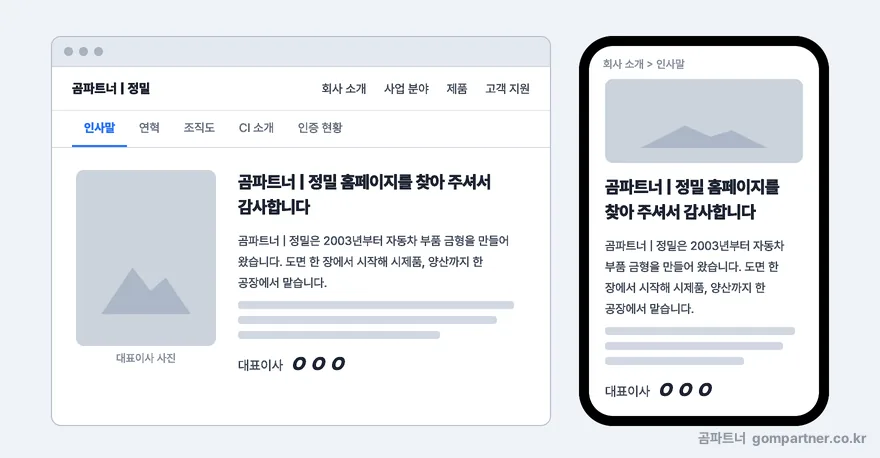 곰파트너 | 정밀
회사 소개 사업 분야 제품 고객 지원
인사말 연혁 조직도 CI 소개 인증 현황
곰파트너 | 정밀 홈페이지를 찾아 주셔서
감사합니다
곰파트너 | 정밀은 2003년부터 자동차 부품 금형을 만들어
왔습니다. 도면 한 장에서 시작해 시제품, 양산까지 한
공장에서 맡습니다.
대표이사 사진
대표이사 O O O
회사 소개 > 인사말
곰파트너 | 정밀 홈페이지를
찾아 주셔서 감사합니다
곰파트너 | 정밀은 2003년부터 자동차
부품 금형을 만들어 왔습니다. 도면 한
장에서 시작해 시제품, 양산까지 한
공장에서 맡습니다.
대표이사 O O O
곰파트너 gompartner.co.kr